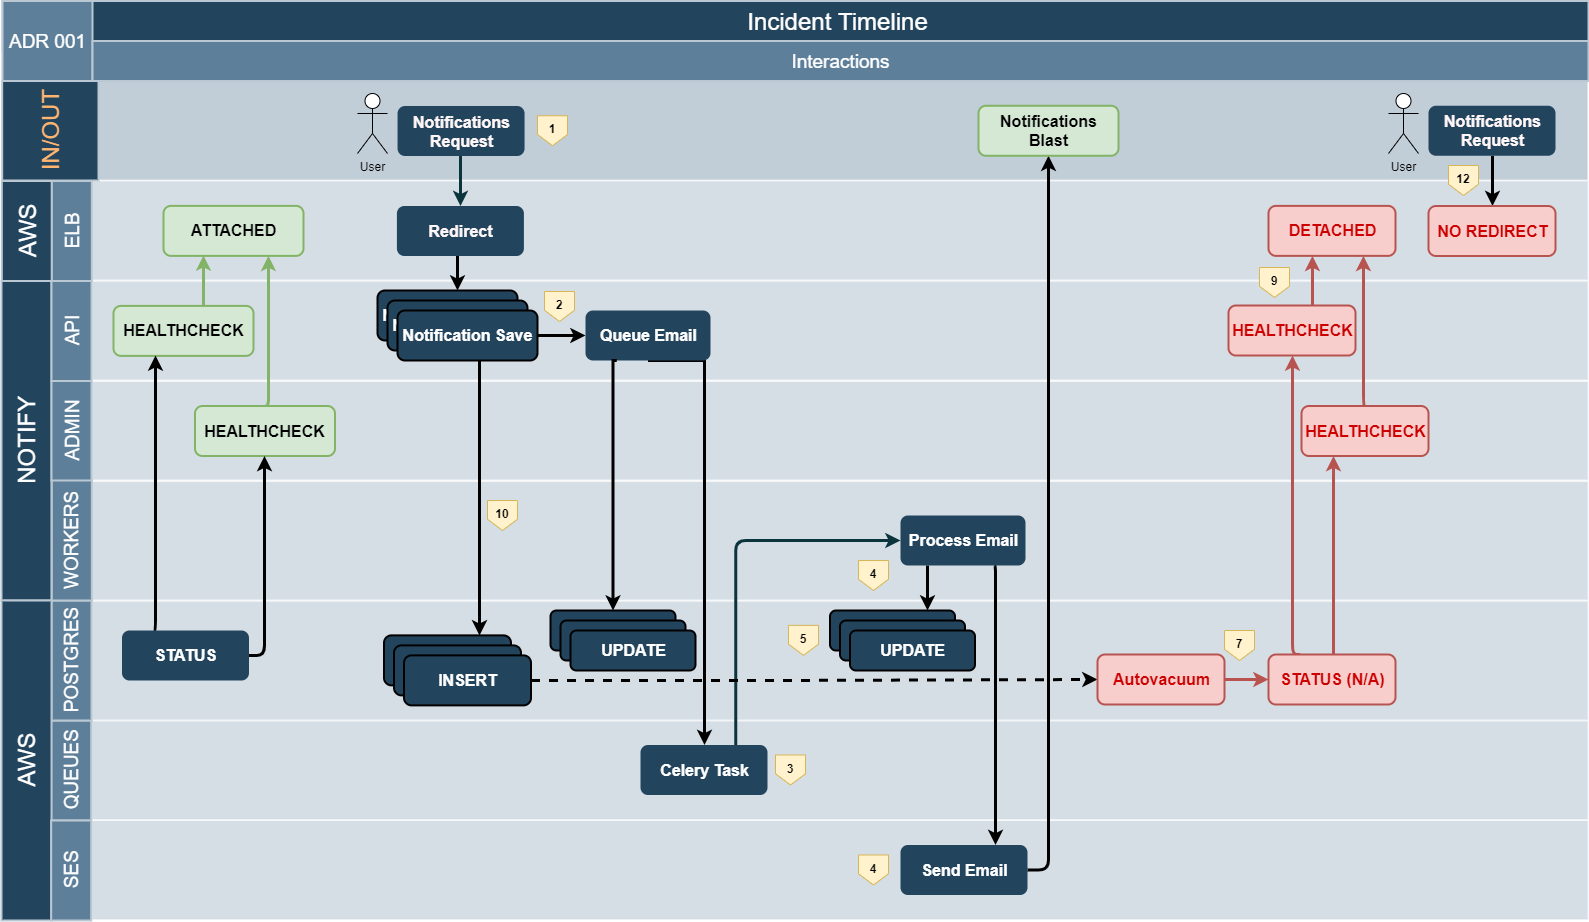 Incident Timeline
ADR 001
Interactions
IN/OUT
Notifications
Request
1
User
Notifications
Blast
Notifications
Request
User
12
AWS
ELB
ATTACHED
Redirect
DETACHED
NO REDIRECT
9
NOTIFY
API
HEALTHCHECK
Notification Save
2
Queue Email
HEALTHCHECK
ADMIN
HEALTHCHECK
HEALTHCHECK
WORKERS
10
Process Email
4
AWS
POSTGRES
STATUS
INSERT
UPDATE
5
UPDATE
7
Autovacuum
STATUS (N/A)
QUEUES
Celery Task
3
SES
4
Send Email